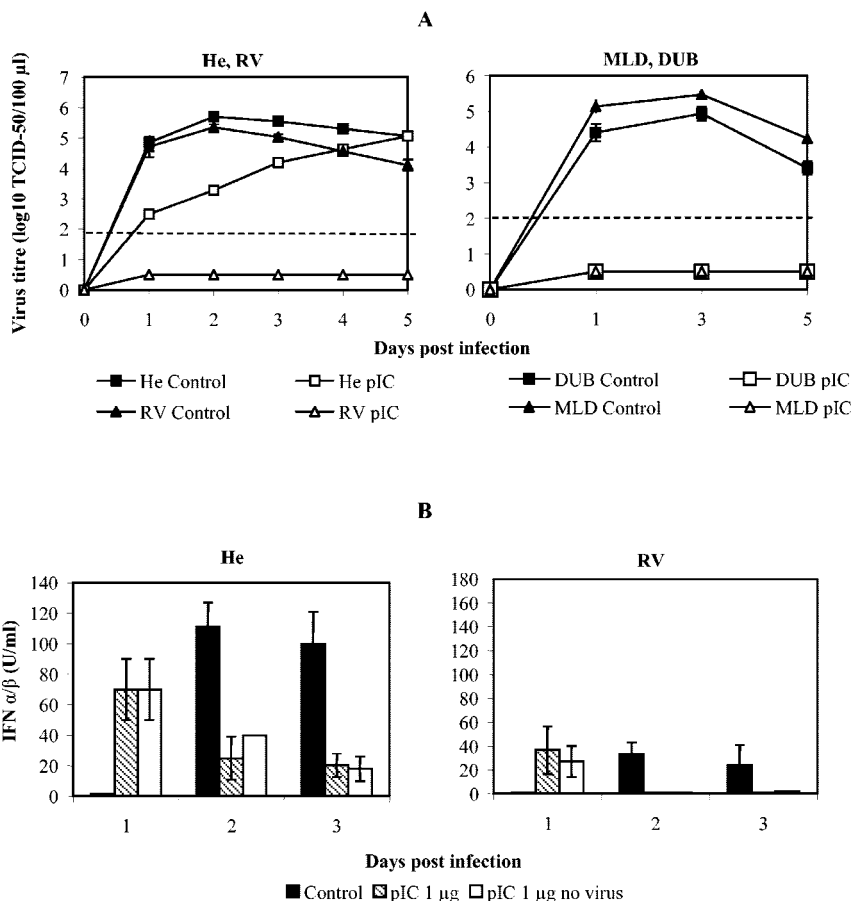 A
He, RV
MLD, DUB
Virus titre (log10 TCID-50/100 µl)
7
6
5
4
3
2
1
0
0 1 2 3 4 5
6
5
4
3
2
1
0
0 1 3 5
Days post infection
He Control He pIC
RV Control RV pIC
DUB Control DUB pIC
MLD Control MLD pIC
B
He
RV
IFN α/β (U/ml)
140
120
100
80
60
40
20
0
1 2 3
180
160
140
120
100
80
60
40
20
0
1 2 3
Days post infection
Control pIC 1 µg pIC 1 µg no virus